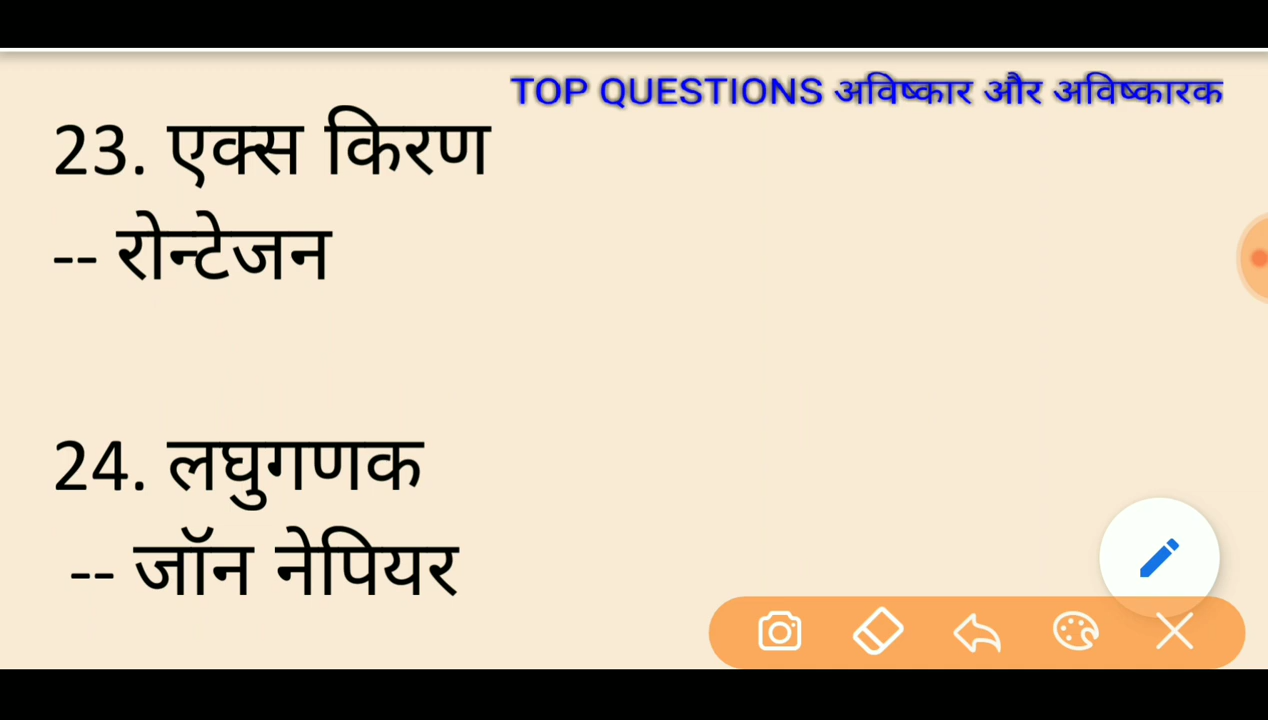 TOP QUESTIONS अविष्कार और अविष्कारक
23. एक्स किरण
-- रोन्टेजन
24. लघुगणक
-- जॉन नेपियर